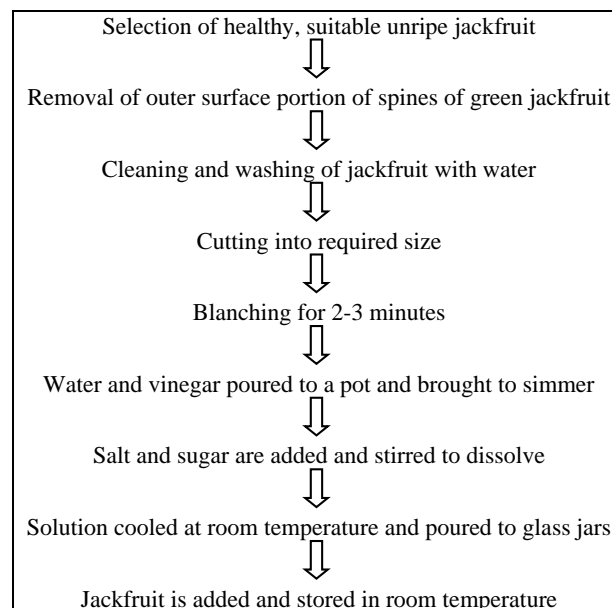 Selection of healthy, suitable unripe jackfruit
Removal of outer surface portion of spines of green jackfruit
Cleaning and washing of jackfruit with water
Cutting into required size
Blanching for 2-3 minutes
Water and vinegar poured to a pot and brought to simmer
Salt and sugar are added and stirred to dissolve
Solution cooled at room temperature and poured to glass jars
Jackfruit is added and stored in room temperature